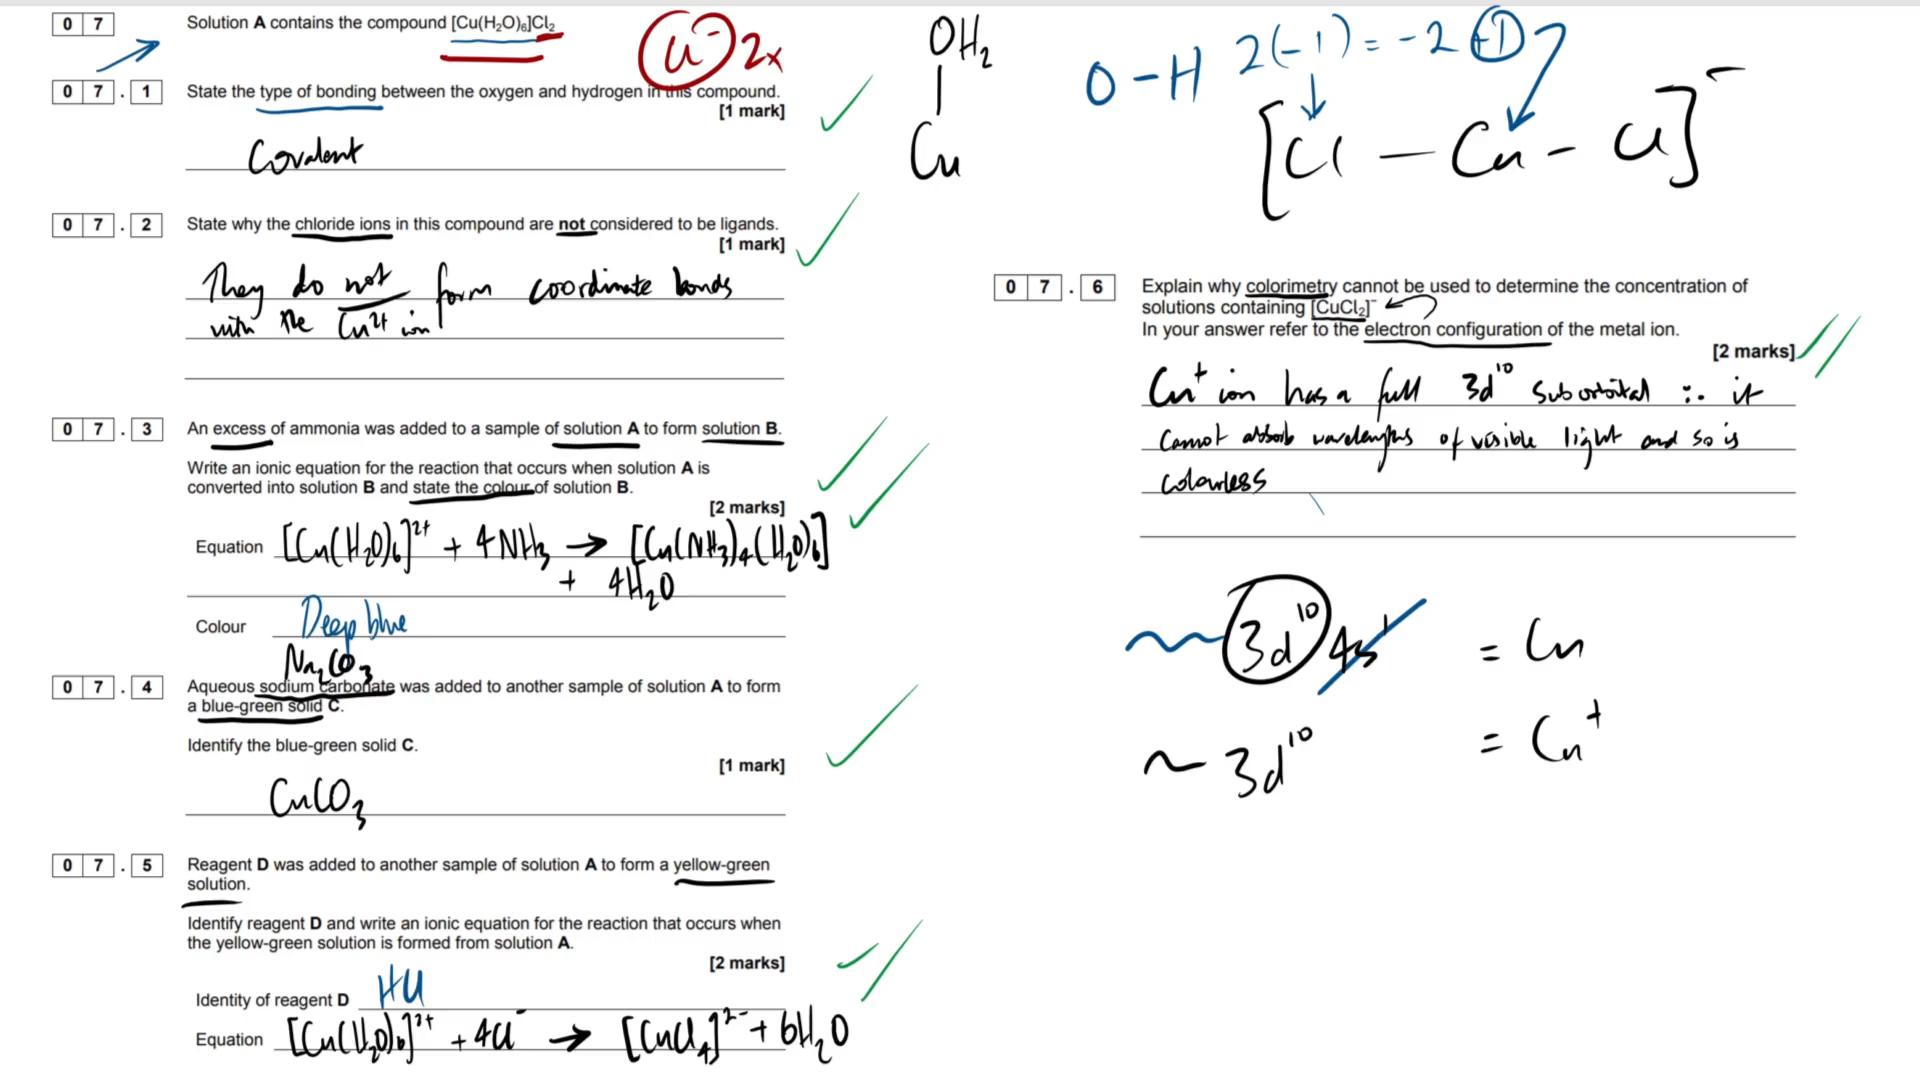 0 7
Solution A contains the compound [Cu(H₂O)₆]Cl₂
Cl⁻ 2x
0 7 . 1
State the type of bonding between the oxygen and hydrogen in this compound.
[1 mark]
Covalent
0 7 . 2
State why the chloride ions in this compound are not considered to be ligands.
[1 mark]
They do not form coordinate bonds
with the Cu²⁺ ion
0 7 . 3
An excess of ammonia was added to a sample of solution A to form solution B.
Write an ionic equation for the reaction that occurs when solution A is
converted into solution B and state the colour of solution B.
[2 marks]
Equation [Cu(H₂O)₆]²⁺ + 4NH₃ → [Cu(NH₃)₄(H₂O)₆]
+ 4H₂O
Colour Deep blue
Na₂CO₃
0 7 . 4
Aqueous sodium carbonate was added to another sample of solution A to form
a blue-green solid C.
Identify the blue-green solid C.
[1 mark]
CuCO₃
0 7 . 5
Reagent D was added to another sample of solution A to form a yellow-green
solution.
Identify reagent D and write an ionic equation for the reaction that occurs when
the yellow-green solution is formed from solution A.
[2 marks]
Identity of reagent D HCl
Equation [Cu(H₂O)₆]²⁺ + 4Cl⁻ → [CuCl₄]²⁻ + 6H₂O
OH₂
|
Cu
O-H 2(-1) = -2 +1
[Cl — Cu - Cl]⁻
0 7 . 6
Explain why colorimetry cannot be used to determine the concentration of
solutions containing [CuCl₂]⁻
In your answer refer to the electron configuration of the metal ion.
[2 marks]
Cu⁺ ion has a full 3d¹⁰ suborbital ∴ it
cannot absorb wavelengths of visible light and so is
colourless
~ 3d¹⁰ 4s¹ = Cu
~ 3d¹⁰ = Cu⁺